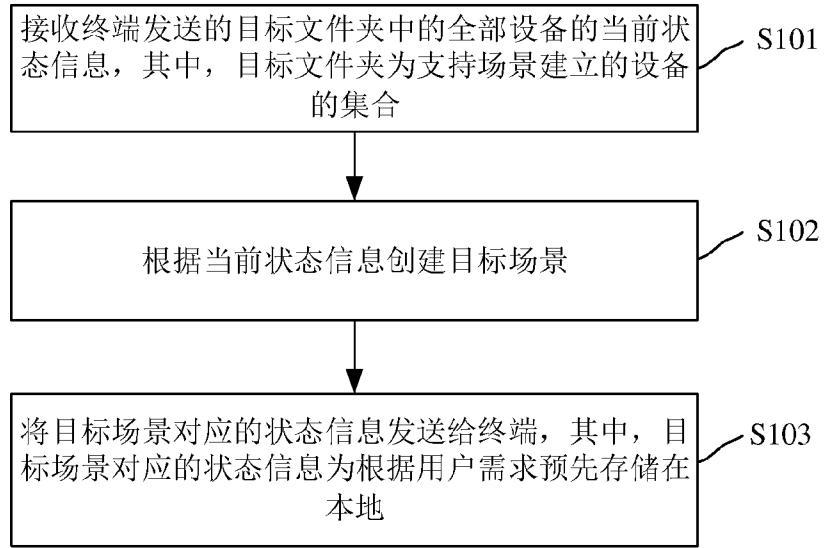 接收终端发送的目标文件夹中的全部设备的当前状
态信息，其中，目标文件夹为支持场景建立的设备
的集合
S101
根据当前状态信息创建目标场景
S102
将目标场景对应的状态信息发送给终端，其中，目
标场景对应的状态信息为根据用户需求预先存储在
本地
S103